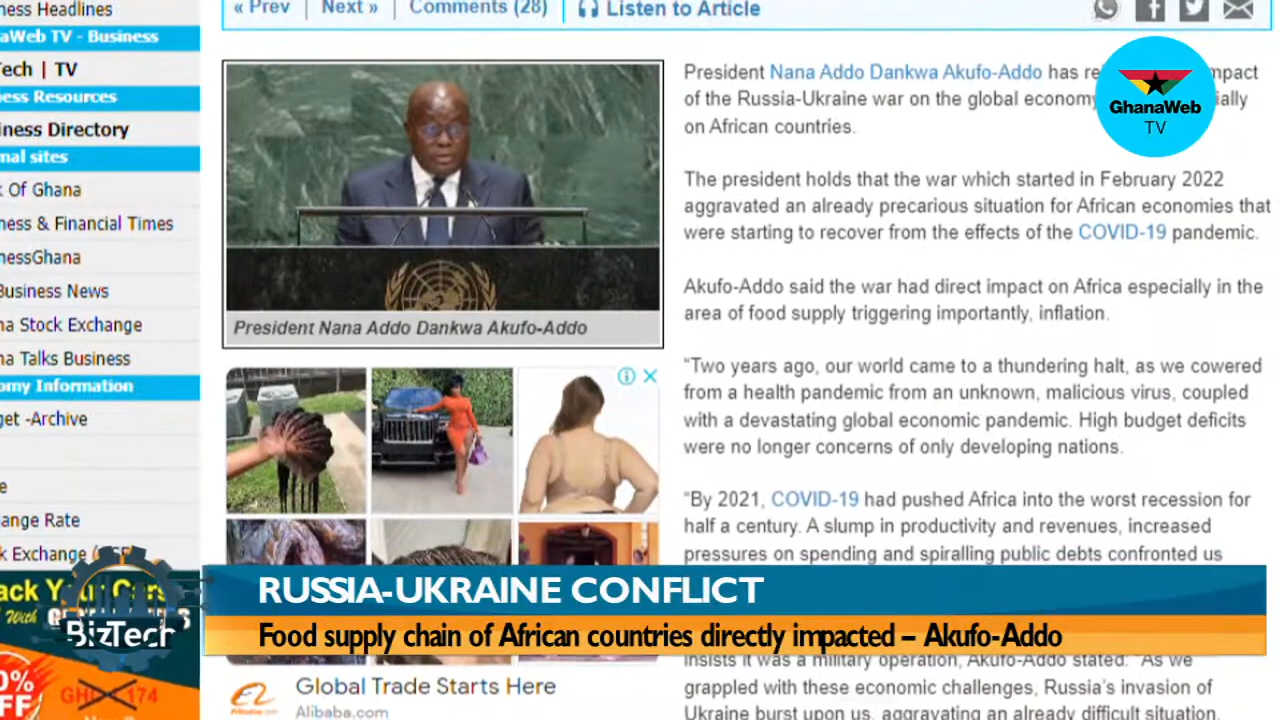 ness Headlines
aWeb TV - Business
Tech | TV
ness Resources
iness Directory
nal sites
k Of Ghana
ness & Financial Times
nessGhana
Business News
na Stock Exchange
na Talks Business
omy Information
get -Archive
e
ange Rate
k Exchange
ack Your Cars
With
BizTech
0%
FF
GH₵ 174
« Prev | Next » | Comments (28)
Listen to Article
GhanaWeb
TV
President Nana Addo Dankwa Akufo-Addo
President Nana Addo Dankwa Akufo-Addo has re mpact
of the Russia-Ukraine war on the global economy ially
on African countries.
The president holds that the war which started in February 2022
aggravated an already precarious situation for African economies that
were starting to recover from the effects of the COVID-19 pandemic.
Akufo-Addo said the war had direct impact on Africa especially in the
area of food supply triggering importantly, inflation.
“Two years ago, our world came to a thundering halt, as we cowered
from a health pandemic from an unknown, malicious virus, coupled
with a devastating global economic pandemic. High budget deficits
were no longer concerns of only developing nations.
“By 2021, COVID-19 had pushed Africa into the worst recession for
half a century. A slump in productivity and revenues, increased
pressures on spending and spiralling public debts confronted us
RUSSIA-UKRAINE CONFLICT
Food supply chain of African countries directly impacted – Akufo-Addo
insists it was a military operation, Akufo-Addo stated: “As we
grappled with these economic challenges, Russia’s invasion of
Ukraine burst upon us, aggravating an already difficult situation.
Global Trade Starts Here
Alibaba.com